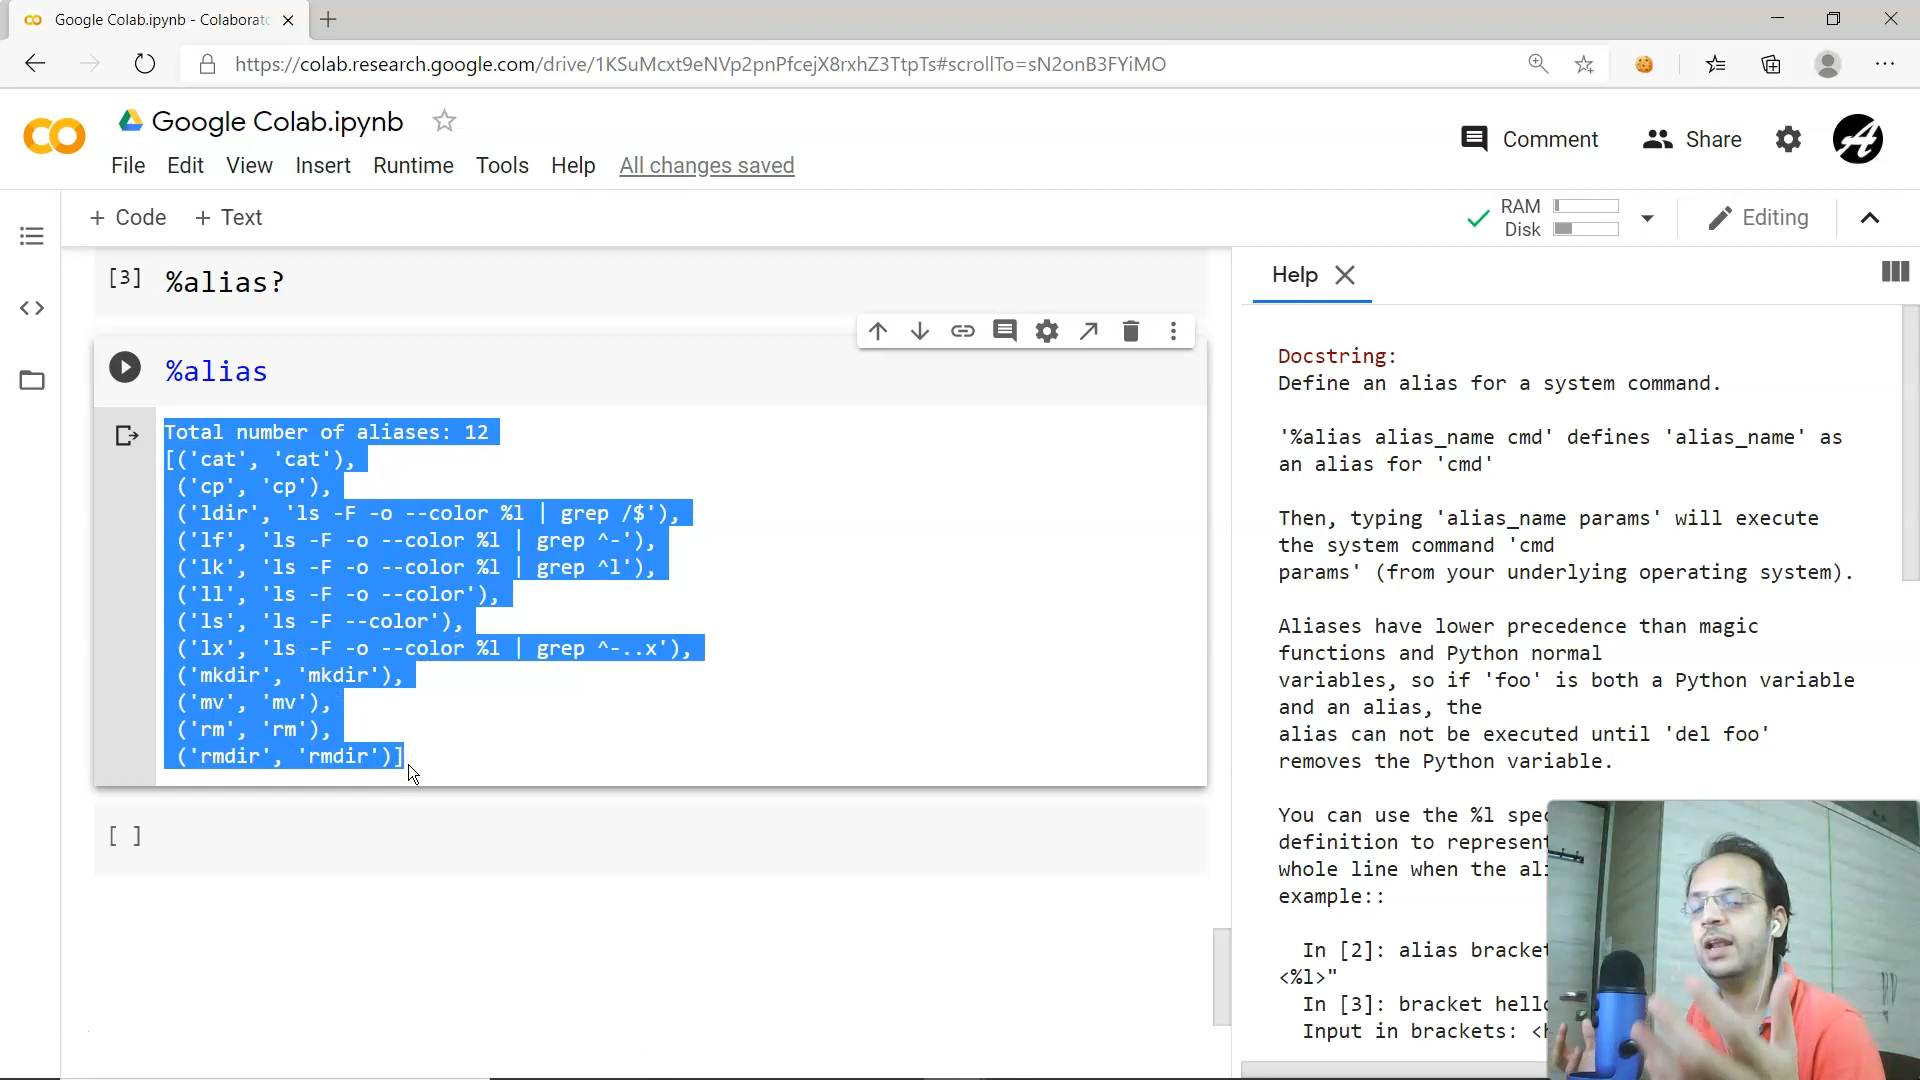 Google Colab.ipynb - Colaborato
https://colab.research.google.com/drive/1KSuMcxt9eNVp2pnPfcejX8rxhZ3TtpTs#scrollTo=sN2onB3FYiMO
Google Colab.ipynb
Comment
Share
File Edit View Insert Runtime Tools Help All changes saved
+ Code + Text
RAM
Disk
Editing
[3] %alias?
%alias
Total number of aliases: 12
[('cat', 'cat'),
('cp', 'cp'),
('ldir', 'ls -F -o --color %l | grep /$'),
('lf', 'ls -F -o --color %l | grep ^-'),
('lk', 'ls -F -o --color %l | grep ^l'),
('ll', 'ls -F -o --color'),
('ls', 'ls -F --color'),
('lx', 'ls -F -o --color %l | grep ^-..x'),
('mkdir', 'mkdir'),
('mv', 'mv'),
('rm', 'rm'),
('rmdir', 'rmdir')]
[ ]
Help
Docstring:
Define an alias for a system command.
'%alias alias_name cmd' defines 'alias_name' as
an alias for 'cmd'
Then, typing 'alias_name params' will execute
the system command 'cmd
params' (from your underlying operating system).
Aliases have lower precedence than magic
functions and Python normal
variables, so if 'foo' is both a Python variable
and an alias, the
alias can not be executed until 'del foo'
removes the Python variable.
You can use the %l spec
definition to represent
whole line when the ali
example::
In [2]: alias bracket
<%l>"
In [3]: bracket hello
Input in brackets: <h